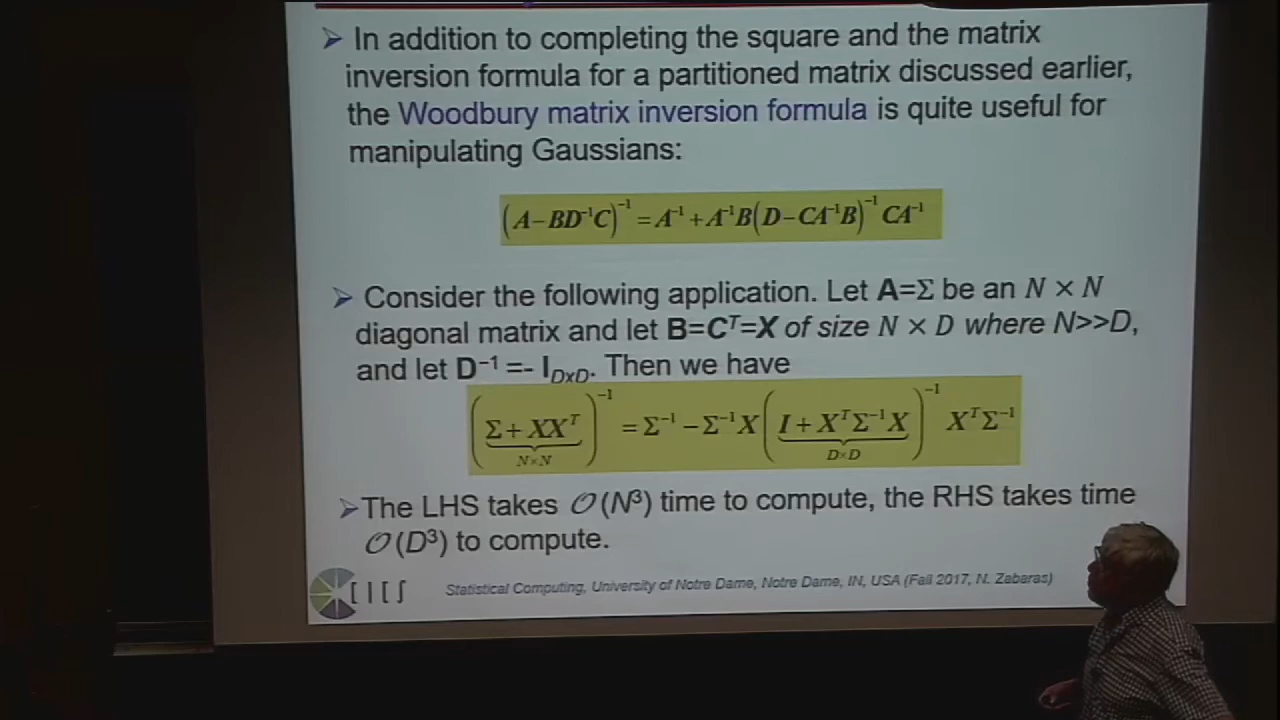 ➢ In addition to completing the square and the matrix
inversion formula for a partitioned matrix discussed earlier,
the Woodbury matrix inversion formula is quite useful for
manipulating Gaussians:
(A−BD⁻¹C)⁻¹ = A⁻¹ + A⁻¹B(D−CA⁻¹B)⁻¹ CA⁻¹
➢ Consider the following application. Let A=Σ be an N × N
diagonal matrix and let B=Cᵀ=X of size N × D where N>>D,
and let D⁻¹ =- I_DxD. Then we have
(Σ + XXᵀ)⁻¹ = Σ⁻¹ − Σ⁻¹X (I + XᵀΣ⁻¹X)⁻¹ XᵀΣ⁻¹
N×N D×D
➢The LHS takes 𝒪(N³) time to compute, the RHS takes time
𝒪(D³) to compute.
Statistical Computing, University of Notre Dame, Notre Dame, IN, USA (Fall 2017, N. Zabaras)